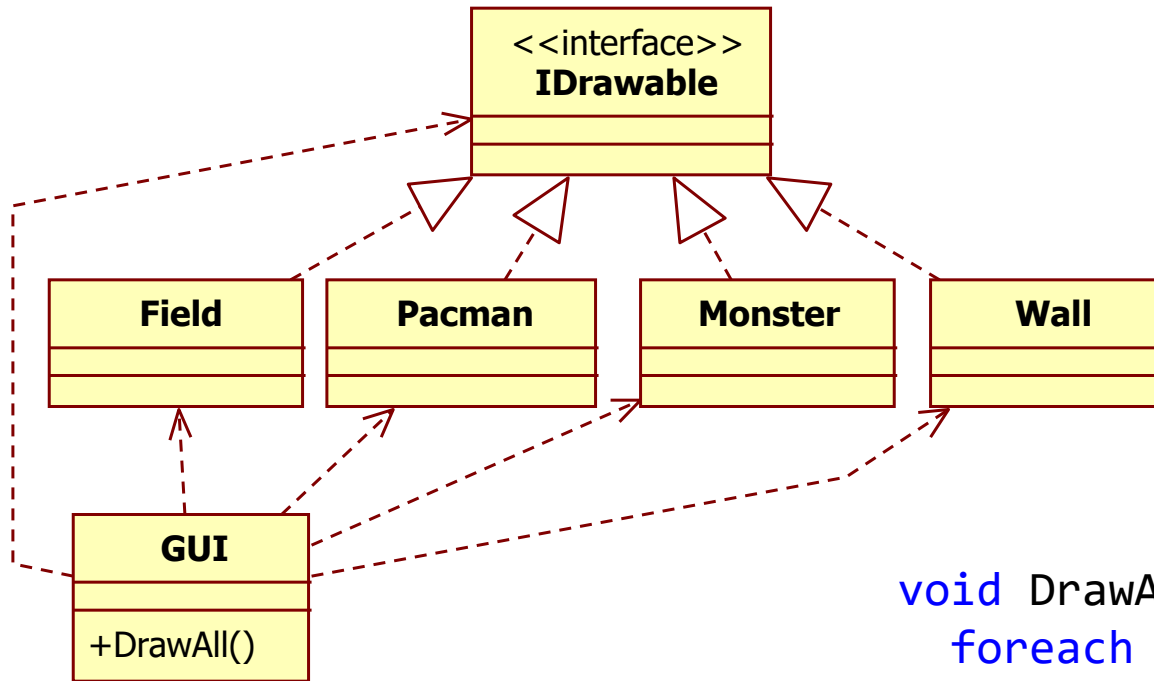 <<interface>>
IDrawable
Field
Pacman
Monster
Wall
GUI
+DrawAll()
void
foreach